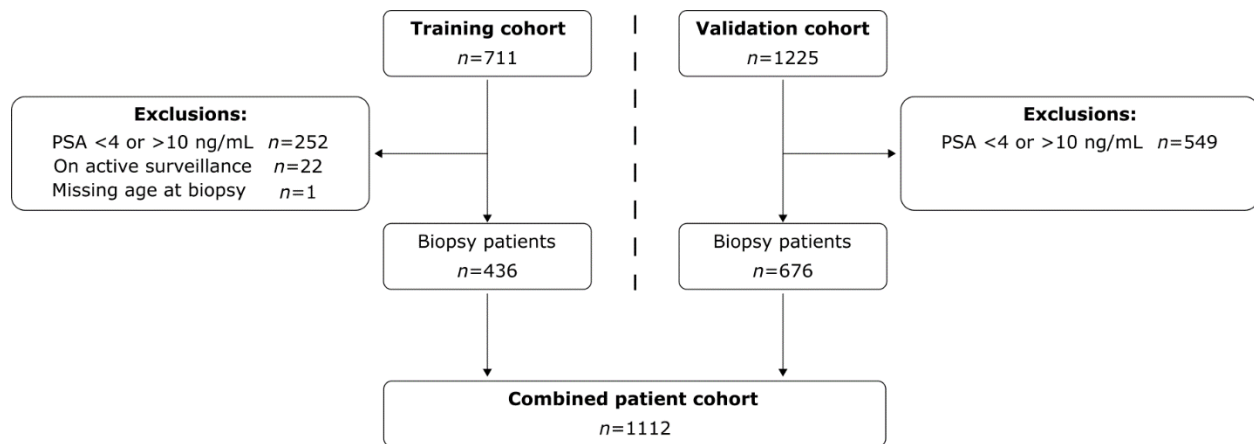 Training cohort
n=711
Validation cohort
n=1225
Exclusions:
PSA <4 or >10 ng/mL n=252
On active surveillance n=22
Missing age at biopsy n=1
Exclusions:
PSA <4 or >10 ng/mL n=549
Biopsy patients
n=436
Biopsy patients
n=676
Combined patient cohort
n=1112